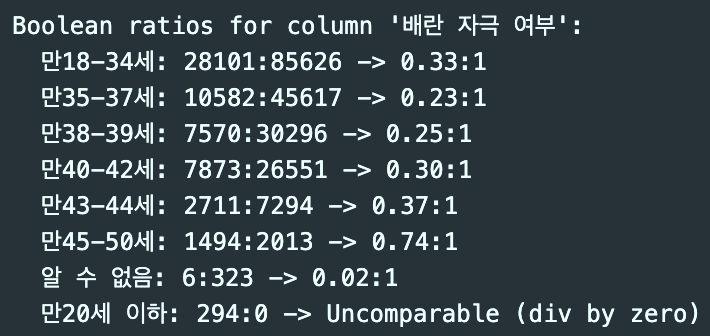 Boolean ratios for column '배란 자극 여부':
만18-34세: 28101:85626 -> 0.33:1
만35-37세: 10582:45617 -> 0.23:1
만38-39세: 7570:30296 -> 0.25:1
만40-42세: 7873:26551 -> 0.30:1
만43-44세: 2711:7294 -> 0.37:1
만45-50세: 1494:2013 -> 0.74:1
알 수 없음: 6:323 -> 0.02:1
만20세 이하: 294:0 -> Uncomparable (div by zero)